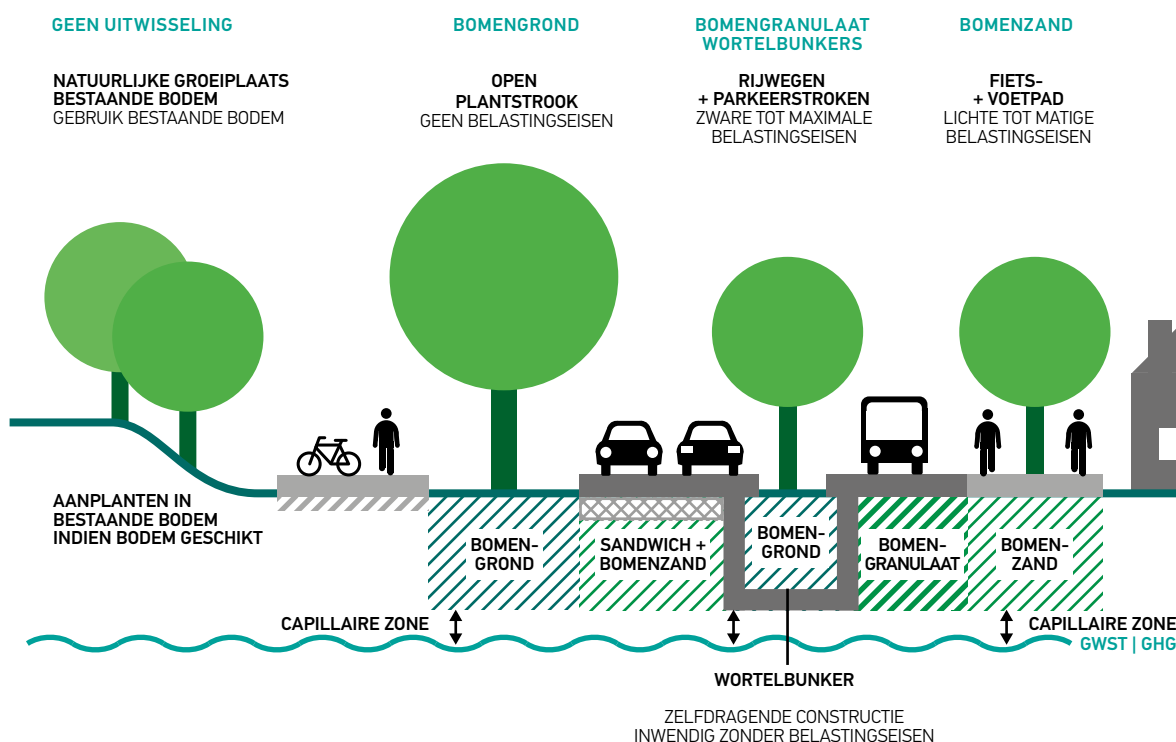 GEEN UITWISSELING
NATUURLIJKE GROEIPLAATS
BESTAANDE BODEM
GEBRUIK BESTAANDE BODEM
BOMENGROND
OPEN
PLANTSTROOK
GEEN BELASTINGSEISEN
BOMENGRANULAAT
WORTELBUNKERS
RIJWEGEN
+ PARKEERSTROKEN
ZWARE TOT MAXIMALE
BELASTINGSEISEN
BOMENZAND
FIETS-
+ VOETPAD
LICHTE TOT MATIGE
BELASTINGSEISEN
AANPLANTEN IN
BESTAANDE BODEM
INDIEN BODEM GESCHIKT
BOMEN-
GROND
SANDWICH +
BOMENZAND
BOMEN-
GROND
BOMEN-
GRANULAAT
BOMEN-
ZAND
CAPILLAIRE ZONE
CAPILLAIRE ZONE
GWST | GHG
WORTELBUNKER
ZELFDRAGENDE CONSTRUCTIE
INWENDIG ZONDER BELASTINGSEISEN